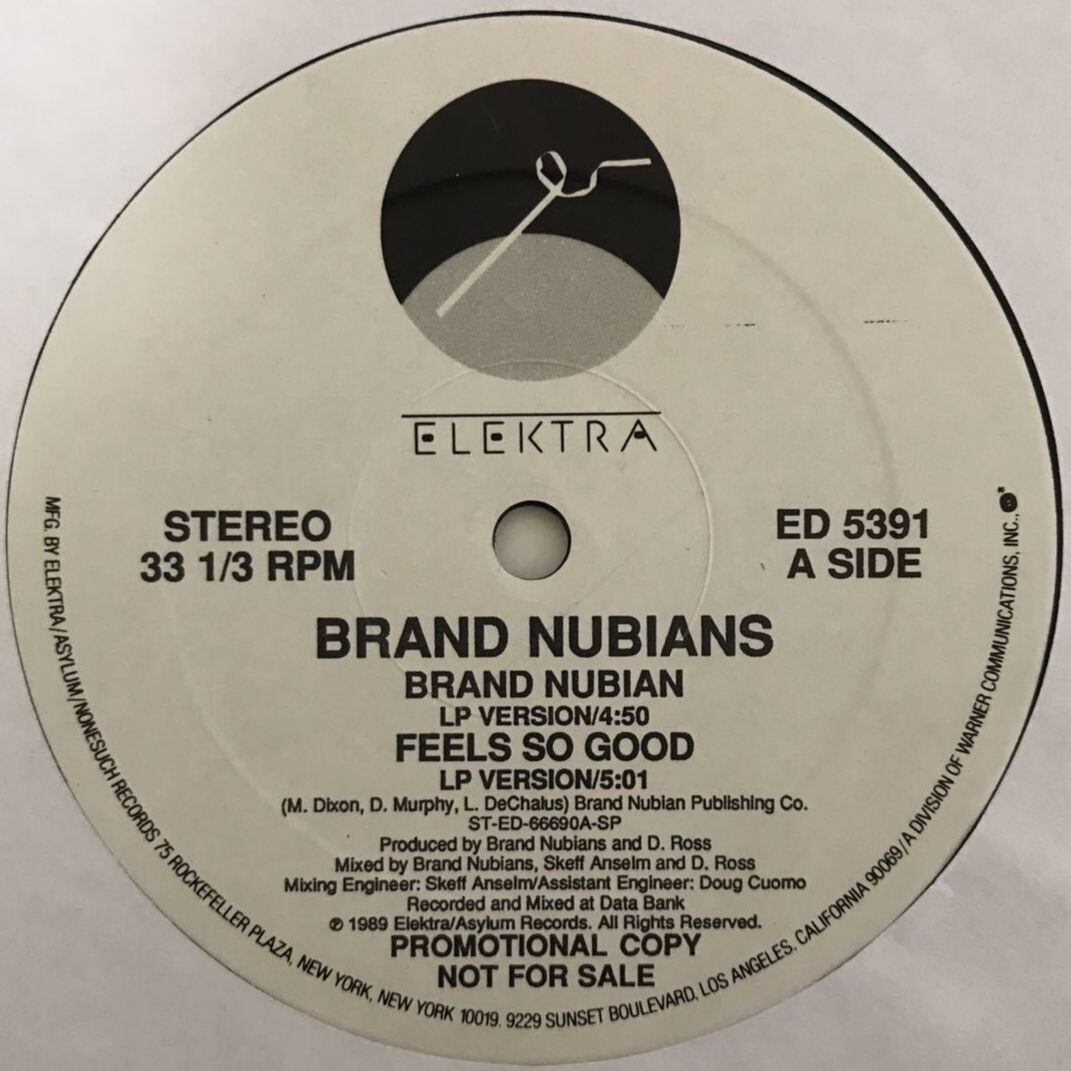 ELEKTRA
STEREO
33 1/3 RPM
ED 5391
A SIDE
BRAND NUBIANS
BRAND NUBIAN
LP VERSION/4:50
FEELS SO GOOD
LP VERSION/5:01
(M. Dixon, D. Murphy, L. DeChalus) Brand Nubian Publishing Co.
ST-ED-66690A-SP
Produced by Brand Nubians and D. Ross
Mixed by Brand Nubians, Skeff Anselm and D. Ross
Mixing Engineer: Skeff Anselm/Assistant Engineer: Doug Cuomo
Recorded and Mixed at Data Bank
℗ 1989 Elektra/Asylum Records. All Rights Reserved.
PROMOTIONAL COPY
NOT FOR SALE
MFG. BY ELEKTRA/ASYLUM/NONESUCH RECORDS 75 ROCKEFELLER PLAZA, NEW YORK, NEW YORK 10019. 9229 SUNSET BOULEVARD, LOS ANGELES, CALIFORNIA 90069/A DIVISION OF WARNER COMMUNICATIONS, INC.,